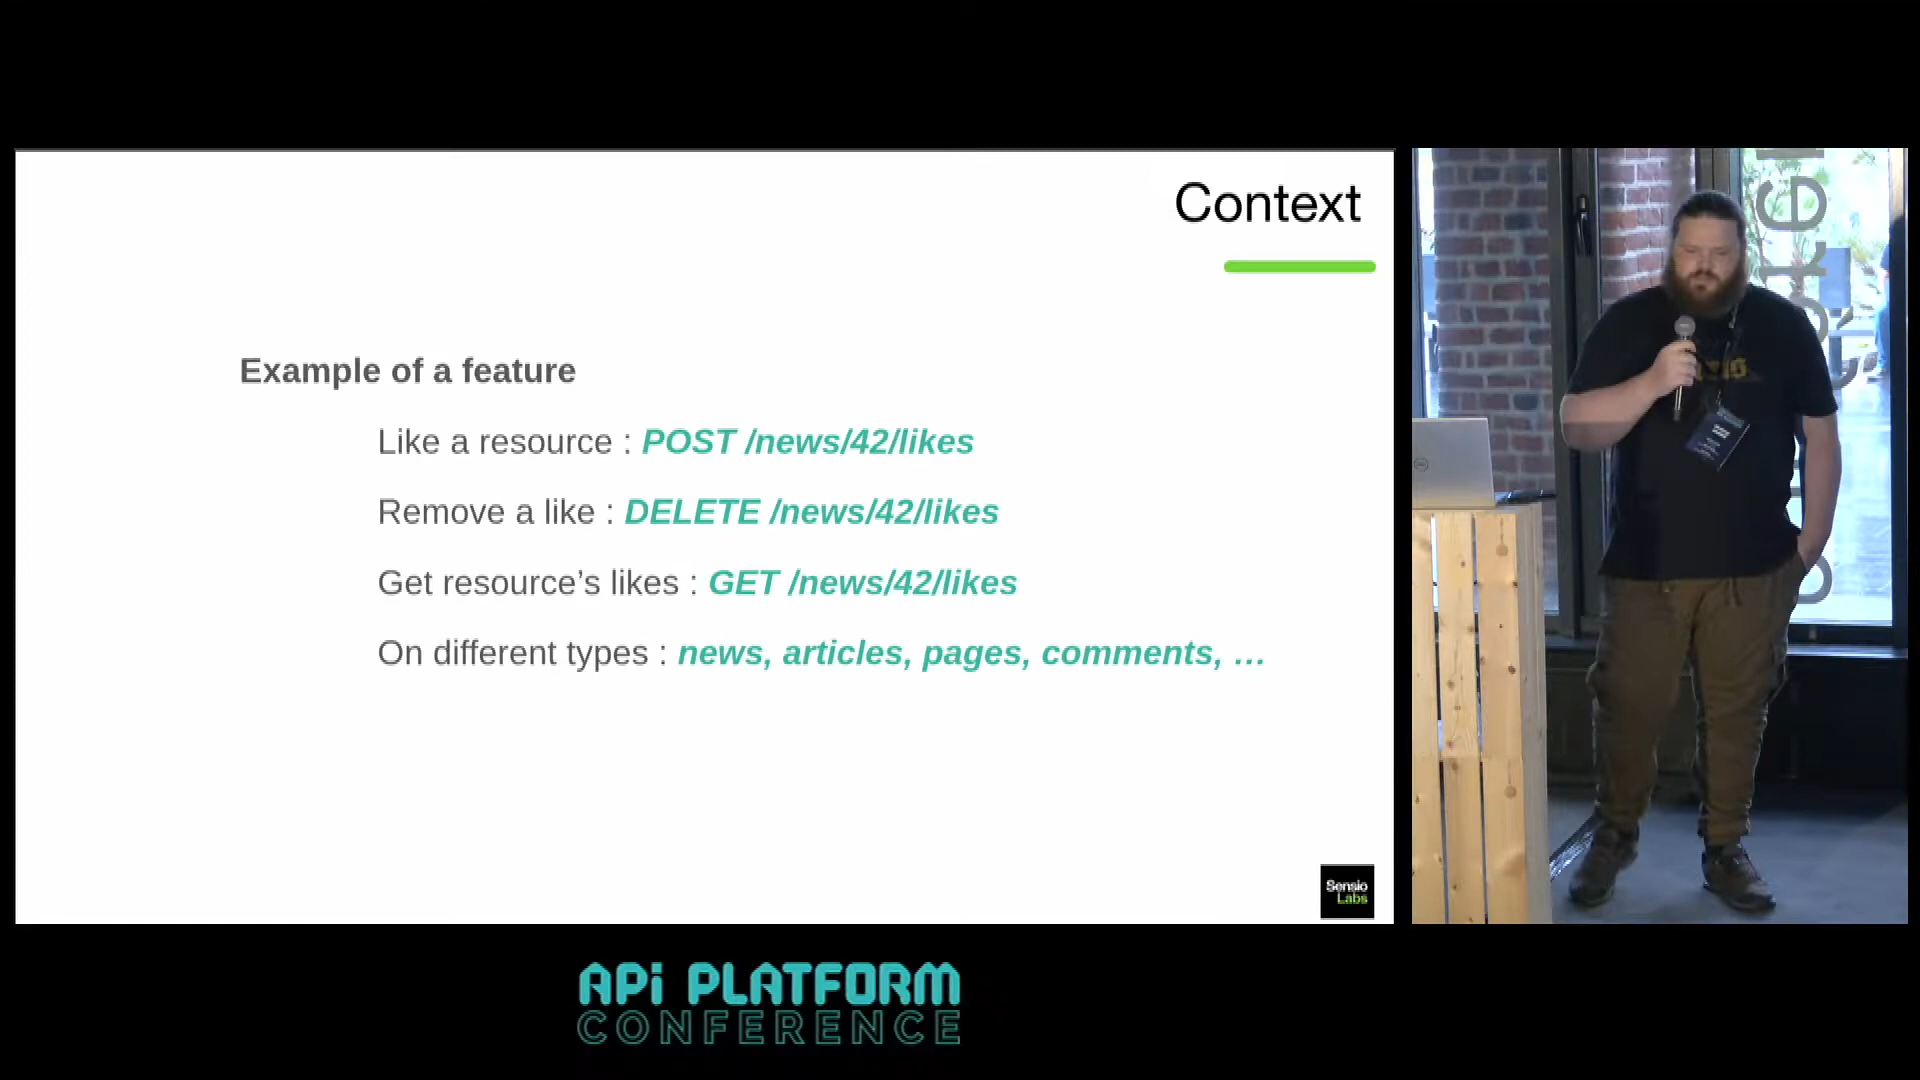 Context
Example of a feature
Like a resource : POST /news/42/likes
Remove a like : DELETE /news/42/likes
Get resource’s likes : GET /news/42/likes
On different types : news, articles, pages, comments, …
Sensio
Labs
APi PLATFORM
CONFERENCE